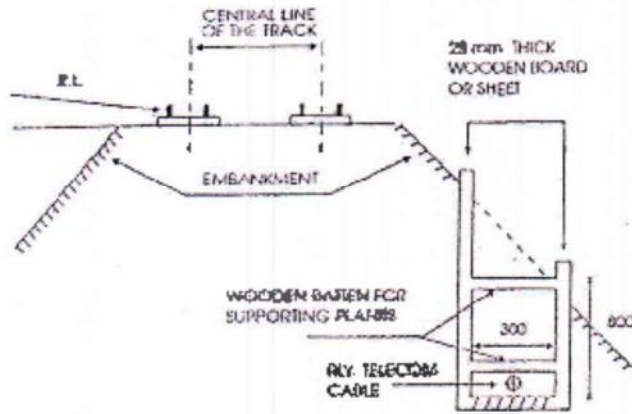 CENTRAL LINE
OF THE TRACK
R.L.
28 mm THICK
WOODEN BOARD
OR SHEET
EMBANKMENT
WOODEN BATTEN FOR
SUPPORTING PLANKS
300
800
RLY. TELECOM
CABLE